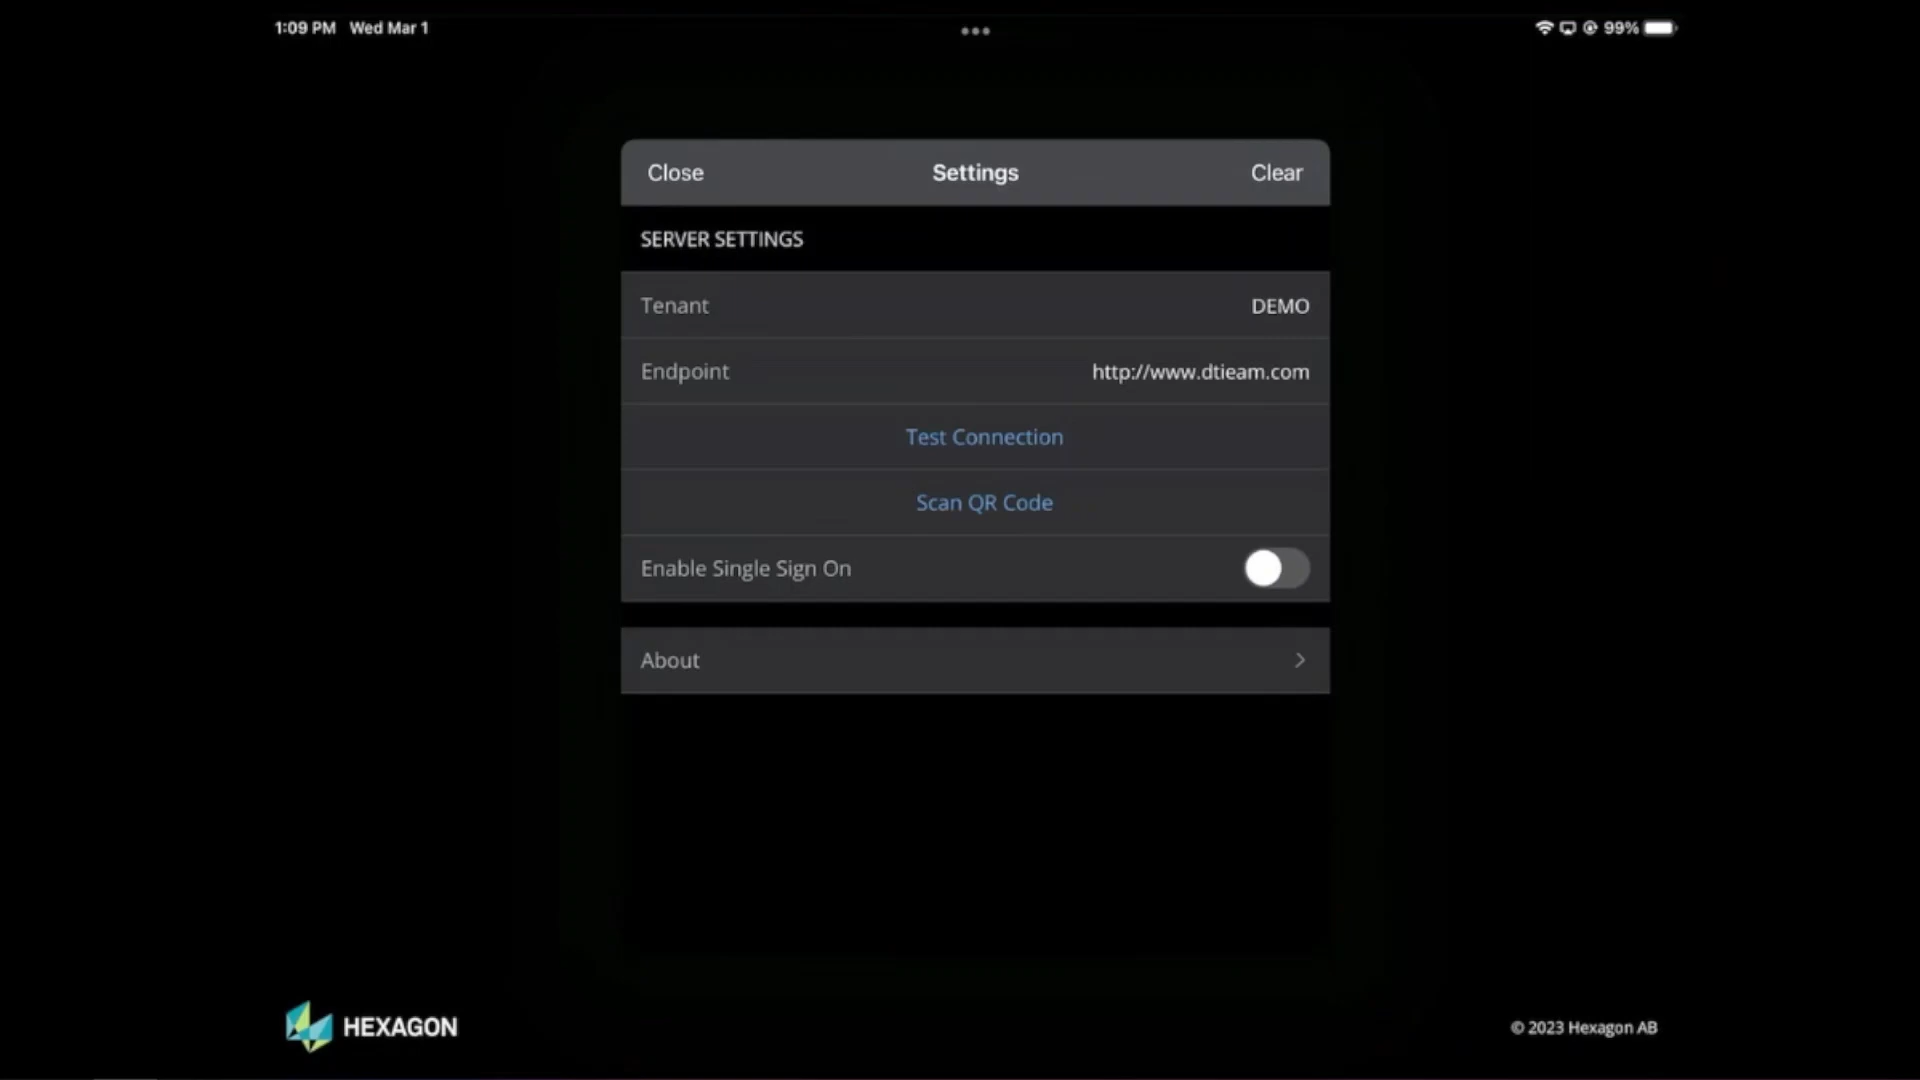 1:09 PM Wed Mar 1
99%
Close Settings Clear
SERVER SETTINGS
Tenant DEMO
Endpoint http://www.dtieam.com
Test Connection
Scan QR Code
Enable Single Sign On
About
HEXAGON
© 2023 Hexagon AB